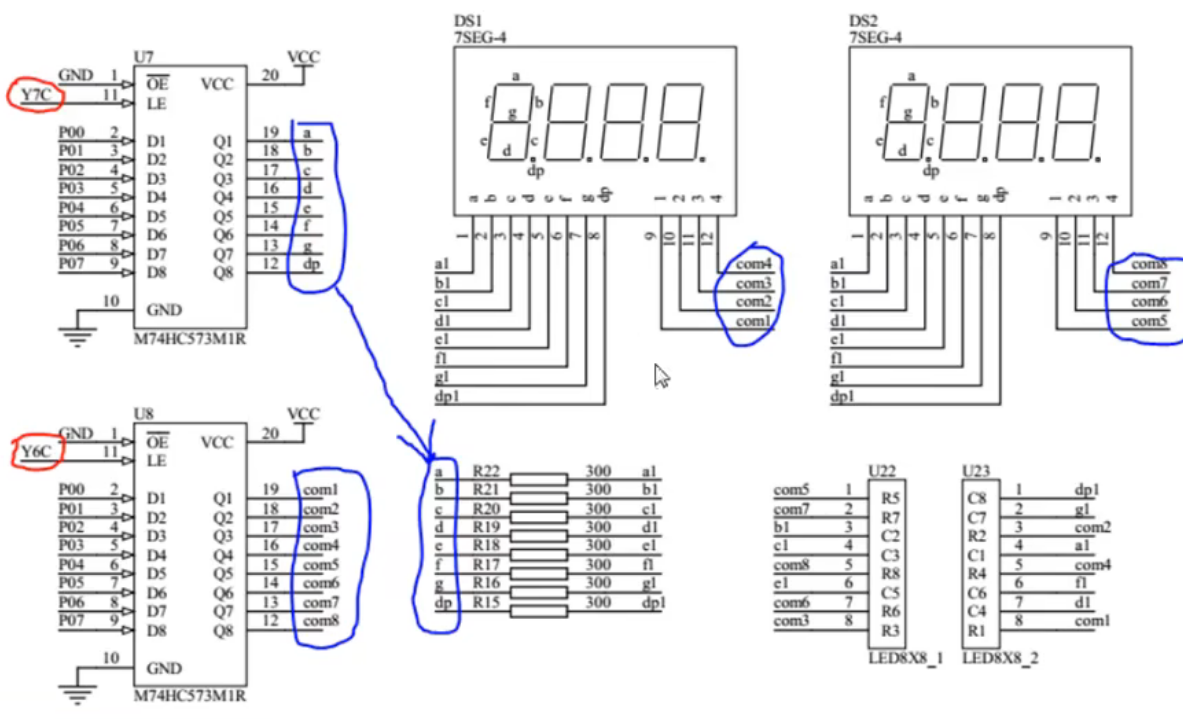 U7
VCC
GND 1 OE VCC 20
Y7C 11 LE
P00 2 D1 Q1 19 a
P01 3 D2 Q2 18 b
P02 4 D3 Q3 17 c
P03 5 D4 Q4 16 d
P04 6 D5 Q5 15 e
P05 7 D6 Q6 14 f
P06 8 D7 Q7 13 g
P07 9 D8 Q8 12 dp
10 GND
M74HC573M1R
DS1
7SEG-4
a
f b
g
e c
d
dp
a b c d e f g dp 1 2 3 4
1 2 3 4 5 6 7 8 9 10 11 12
a1 com4
b1 com3
c1 com2
d1 com1
e1
f1
g1
dp1
DS2
7SEG-4
a
f b
g
e c
d
dp
a b c d e f g dp 1 2 3 4
1 2 3 4 5 6 7 8 9 10 11 12
a1 com8
b1 com7
c1 com6
d1 com5
e1
f1
g1
dp1
U8
VCC
GND 1 OE VCC 20
Y6C 11 LE
P00 2 D1 Q1 19 com1
P01 3 D2 Q2 18 com2
P02 4 D3 Q3 17 com3
P03 5 D4 Q4 16 com4
P04 6 D5 Q5 15 com5
P05 7 D6 Q6 14 com6
P06 8 D7 Q7 13 com7
P07 9 D8 Q8 12 com8
10 GND
M74HC573M1R
a R22 300 a1
b R21 300 b1
c R20 300 c1
d R19 300 d1
e R18 300 e1
f R17 300 f1
g R16 300 g1
dp R15 300 dp1
U22
com5 1 R5
com7 2 R7
b1 3 C2
c1 4 C3
com8 5 R8
e1 6 C5
com6 7 R6
com3 8 R3
LED8X8_1
U23
C8 1 dp1
C7 2 g1
R2 3 com2
C1 4 a1
R4 5 com4
C6 6 f1
C4 7 d1
R1 8 com1
LED8X8_2